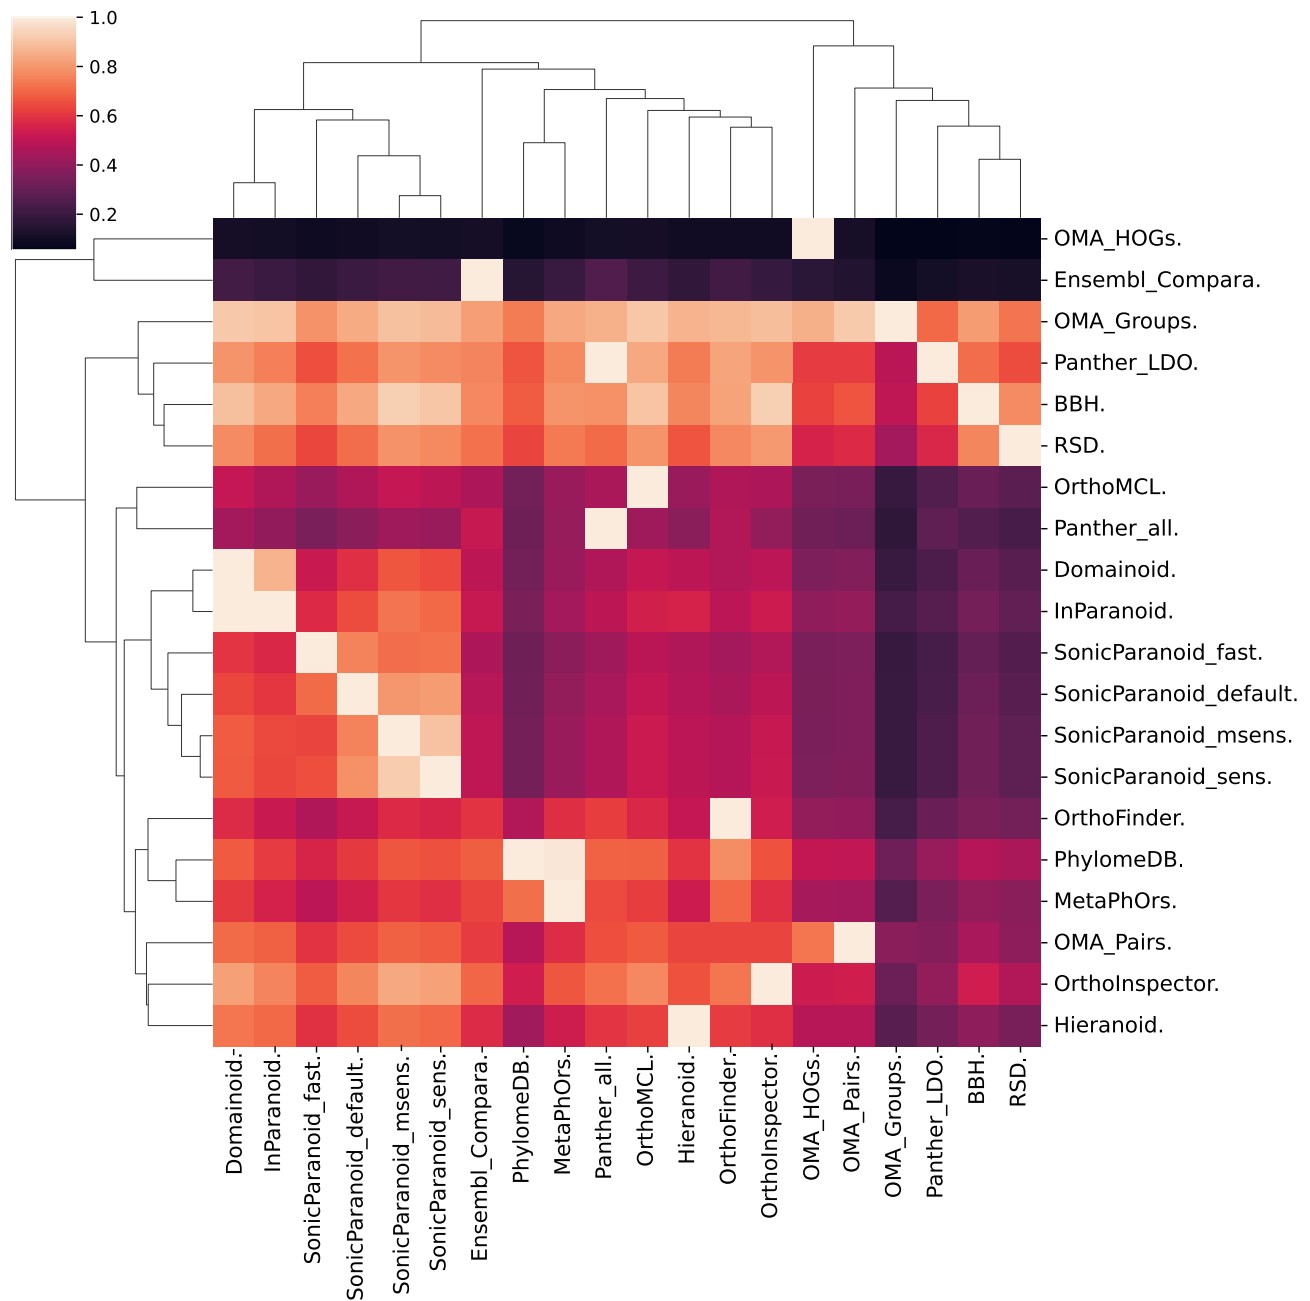 1.0
0.8
0.6
0.4
0.2
OMA_HOGs.
Ensembl_Compara.
OMA_Groups.
Panther_LDO.
BBH.
RSD.
OrthoMCL.
Panther_all.
Domainoid.
InParanoid.
SonicParanoid_fast.
SonicParanoid_default.
SonicParanoid_msens.
SonicParanoid_sens.
OrthoFinder.
PhylomeDB.
MetaPhOrs.
OMA_Pairs.
OrthoInspector.
Hieranoid.
Domainoid.
InParanoid.
SonicParanoid_fast.
SonicParanoid_default.
SonicParanoid_msens.
SonicParanoid_sens.
Ensembl_Compara.
PhylomeDB.
MetaPhOrs.
Panther_all.
OrthoMCL.
Hieranoid.
OrthoFinder.
OrthoInspector.
OMA_HOGs.
OMA_Pairs.
OMA_Groups.
Panther_LDO.
BBH.
RSD.